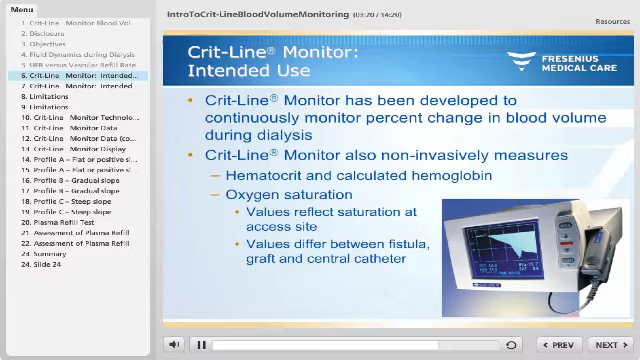 Menu
IntroToCrit-LineBloodVolumeMonitoring
(03:20 / 14:20)
Resources
1. Crit-Line Monitor Blood Vol...
2. Disclosure
3. Objectives
4. Fluid Dynamics during Dialysis
5. UFR versus Vascular Refill Rate
6. Crit-Line Monitor: Intended...
7. Crit-Line Monitor: Intended
8. Limitations
9. Limitations
10. Crit-Line Monitor Technolo...
11. Crit-Line Monitor Data
12. Crit-Line Monitor Data (co...
13. Crit-Line Monitor Display
14. Profile A – Flat or positive sl...
15. Profile A – Flat or positive sl...
16. Profile B – Gradual slope
17. Profile B – Gradual slope
18. Profile C – Steep slope
19. Profile C – Steep slope
20. Plasma Refill Test
21. Assessment of Plasma Refill
22. Assessment of Plasma Refill
23. Summary
24. Slide 24
Crit-Line® Monitor:
Intended Use
FRESENIUS
MEDICAL CARE
• Crit-Line® Monitor has been developed to
continuously monitor percent change in blood volume
during dialysis
• Crit-Line® Monitor also non-invasively measures
– Hematocrit and calculated hemoglobin
– Oxygen saturation
• Values reflect saturation at
access site
• Values differ between fistula,
graft and central catheter
PREV
NEXT